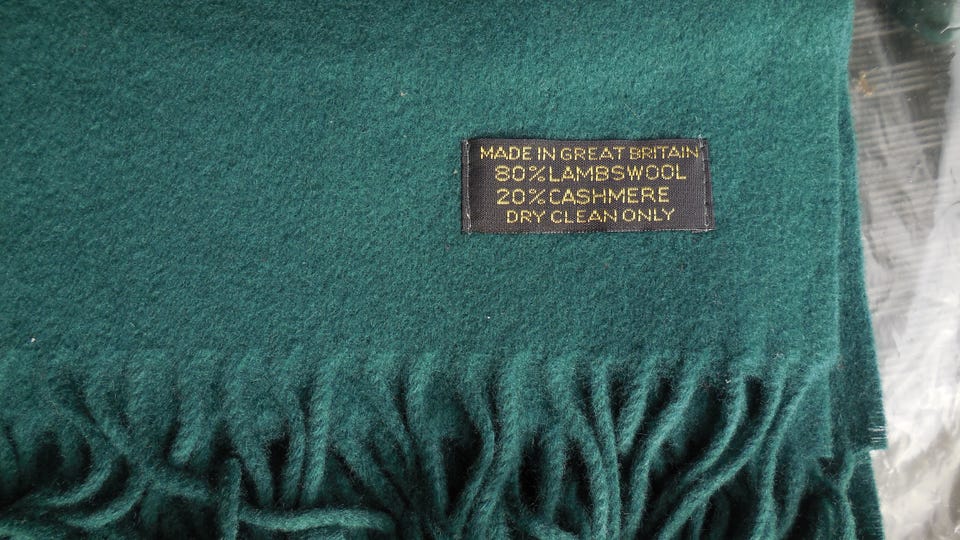 MADE IN GREAT BRITAIN
80% LAMBSWOOL
20% CASHMERE
DRY CLEAN ONLY